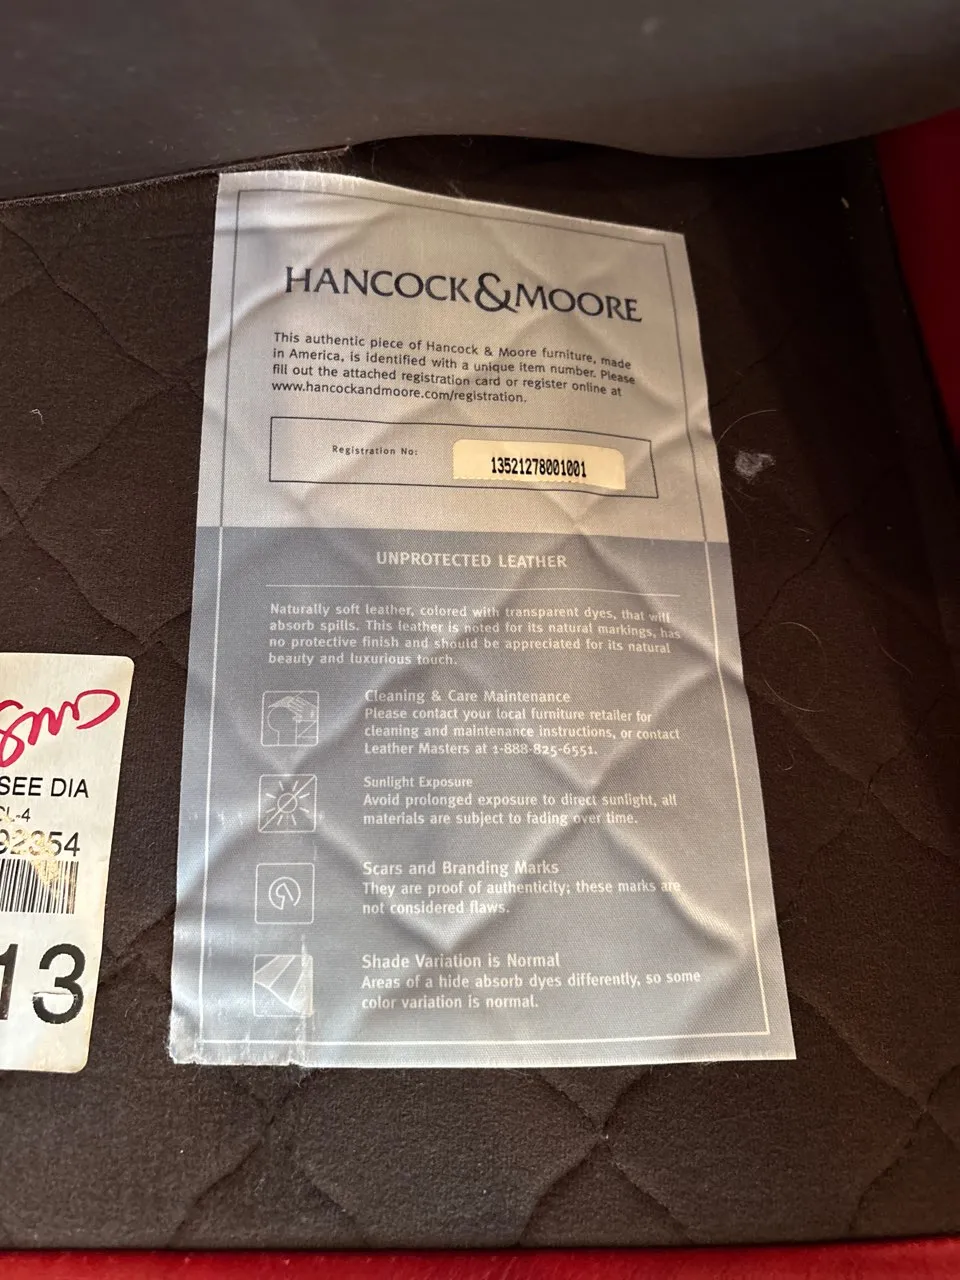 HANCOCK&MOORE
This authentic piece of Hancock & Moore furniture, made
in America, is identified with a unique item number. Please
fill out the attached registration card or register online at
www.hancockandmoore.com/registration.
Registration No:
13521278001001
UNPROTECTED LEATHER
Naturally soft leather, colored with transparent dyes, that will
absorb spills. This leather is noted for its natural markings, has
no protective finish and should be appreciated for its natural
beauty and luxurious touch.
Cleaning & Care Maintenance
Please contact your local furniture retailer for
cleaning and maintenance instructions, or contact
Leather Masters at 1-888-825-6551.
Sunlight Exposure
Avoid prolonged exposure to direct sunlight, all
materials are subject to fading over time.
Scars and Branding Marks
They are proof of authenticity; these marks are
not considered flaws.
Shade Variation is Normal
Areas of a hide absorb dyes differently, so some
color variation is normal.
SEE DIA
CL-4
92354
13